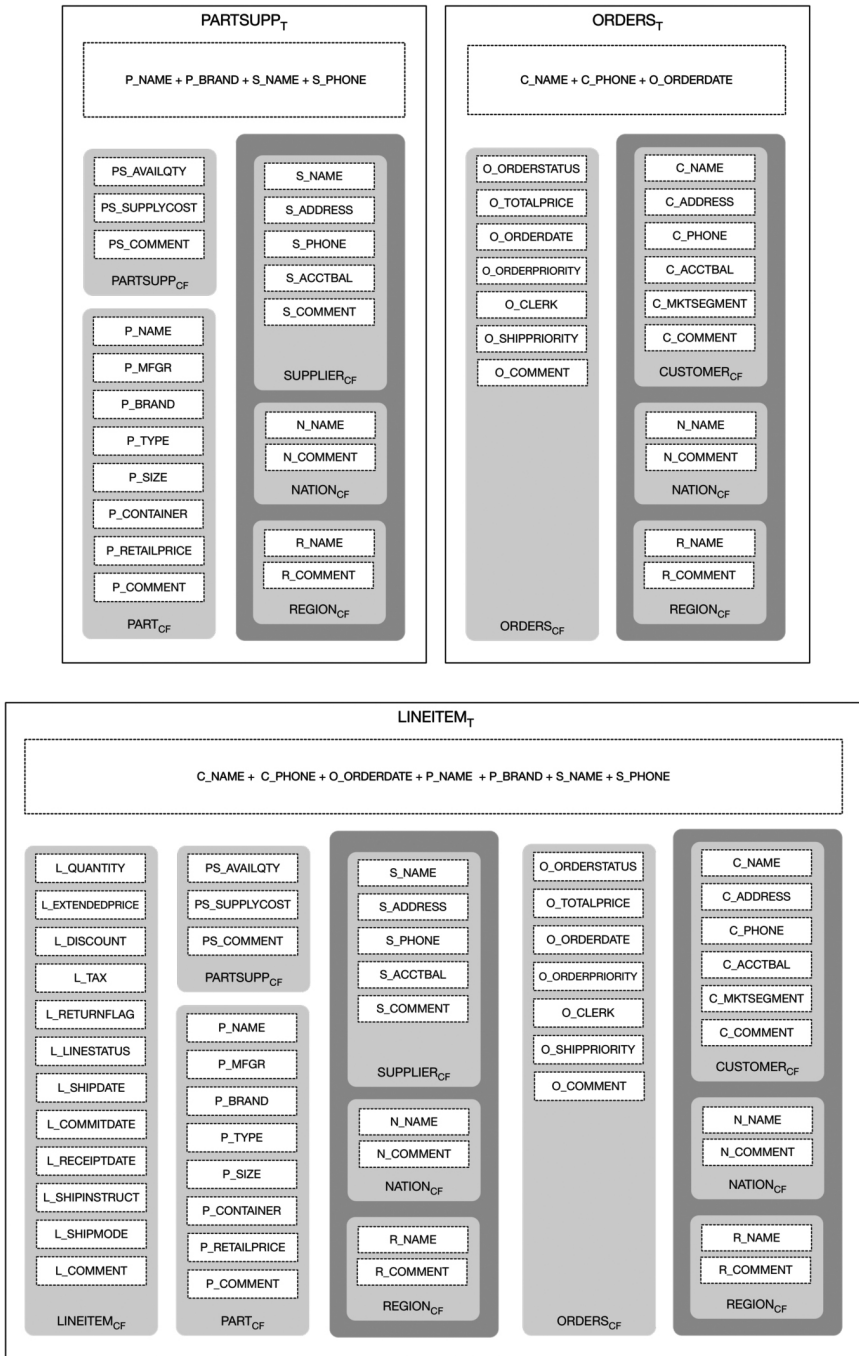 PARTSUPP_T
P_NAME + P_BRAND + S_NAME + S_PHONE
PS_AVAILQTY
PS_SUPPLYCOST
PS_COMMENT
PARTSUPP_CF
P_NAME
P_MFGR
P_BRAND
P_TYPE
P_SIZE
P_CONTAINER
P_RETAILPRICE
P_COMMENT
PART_CF
S_NAME
S_ADDRESS
S_PHONE
S_ACCTBAL
S_COMMENT
SUPPLIER_CF
N_NAME
N_COMMENT
NATION_CF
R_NAME
R_COMMENT
REGION_CF
ORDERS_T
C_NAME + C_PHONE + O_ORDERDATE
O_ORDERSTATUS
O_TOTALPRICE
O_ORDERDATE
O_ORDERPRIORITY
O_CLERK
O_SHIPPRIORITY
O_COMMENT
ORDERS_CF
C_NAME
C_ADDRESS
C_PHONE
C_ACCTBAL
C_MKTSEGMENT
C_COMMENT
CUSTOMER_CF
N_NAME
N_COMMENT
NATION_CF
R_NAME
R_COMMENT
REGION_CF
LINEITEM_T
C_NAME + C_PHONE + O_ORDERDATE + P_NAME + P_BRAND + S_NAME + S_PHONE
L_QUANTITY
L_EXTENDEDPRICE
L_DISCOUNT
L_TAX
L_RETURNFLAG
L_LINESTATUS
L_SHIPDATE
L_COMMITDATE
L_RECEIPTDATE
L_SHIPINSTRUCT
L_SHIPMODE
L_COMMENT
LINEITEM_CF
PS_AVAILQTY
PS_SUPPLYCOST
PS_COMMENT
PARTSUPP_CF
P_NAME
P_MFGR
P_BRAND
P_TYPE
P_SIZE
P_CONTAINER
P_RETAILPRICE
P_COMMENT
PART_CF
S_NAME
S_ADDRESS
S_PHONE
S_ACCTBAL
S_COMMENT
SUPPLIER_CF
N_NAME
N_COMMENT
NATION_CF
R_NAME
R_COMMENT
REGION_CF
O_ORDERSTATUS
O_TOTALPRICE
O_ORDERDATE
O_ORDERPRIORITY
O_CLERK
O_SHIPPRIORITY
O_COMMENT
ORDERS_CF
C_NAME
C_ADDRESS
C_PHONE
C_ACCTBAL
C_MKTSEGMENT
C_COMMENT
CUSTOMER_CF
N_NAME
N_COMMENT
NATION_CF
R_NAME
R_COMMENT
REGION_CF